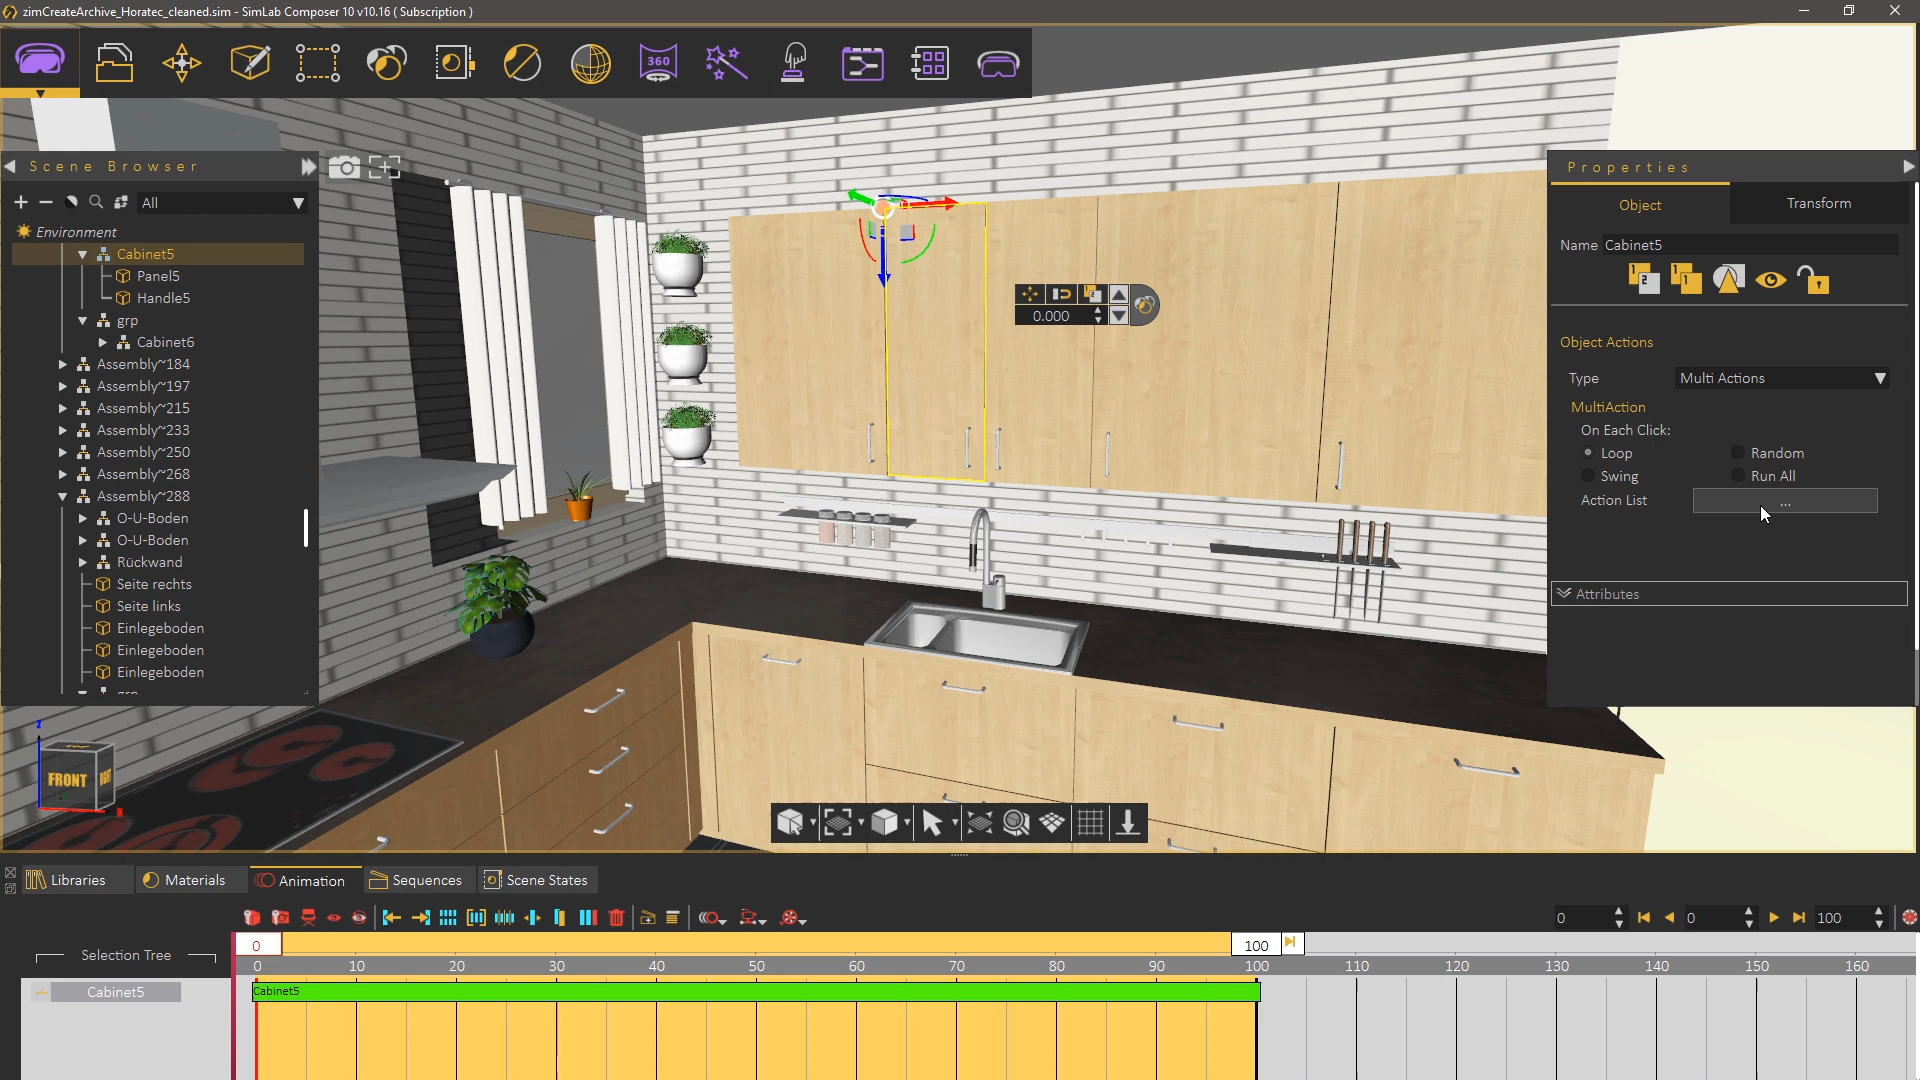 zimCreateArchive_Horatec_cleaned.sim - SimLab Composer 10 v10.16 ( Subscription )
360
Scene Browser
All
Environment
Cabinet5
Panel5
Handle5
grp
Cabinet6
Assembly~184
Assembly~197
Assembly~215
Assembly~233
Assembly~250
Assembly~268
Assembly~288
O-U-Boden
O-U-Boden
Rückwand
Seite rechts
Seite links
Einlegeboden
Einlegeboden
Einlegeboden
0.000
Properties
Object Transform
Name Cabinet5
Object Actions
Type Multi Actions
MultiAction
On Each Click:
Loop Random
Swing Run All
Action List ...
Attributes
z
TOP
FRONT RIGHT
Libraries Materials Animation Sequences Scene States
0 0 100
Selection Tree
Cabinet5
0 100
0 10 20 30 40 50 60 70 80 90 100 110 120 130 140 150 160
Cabinet5